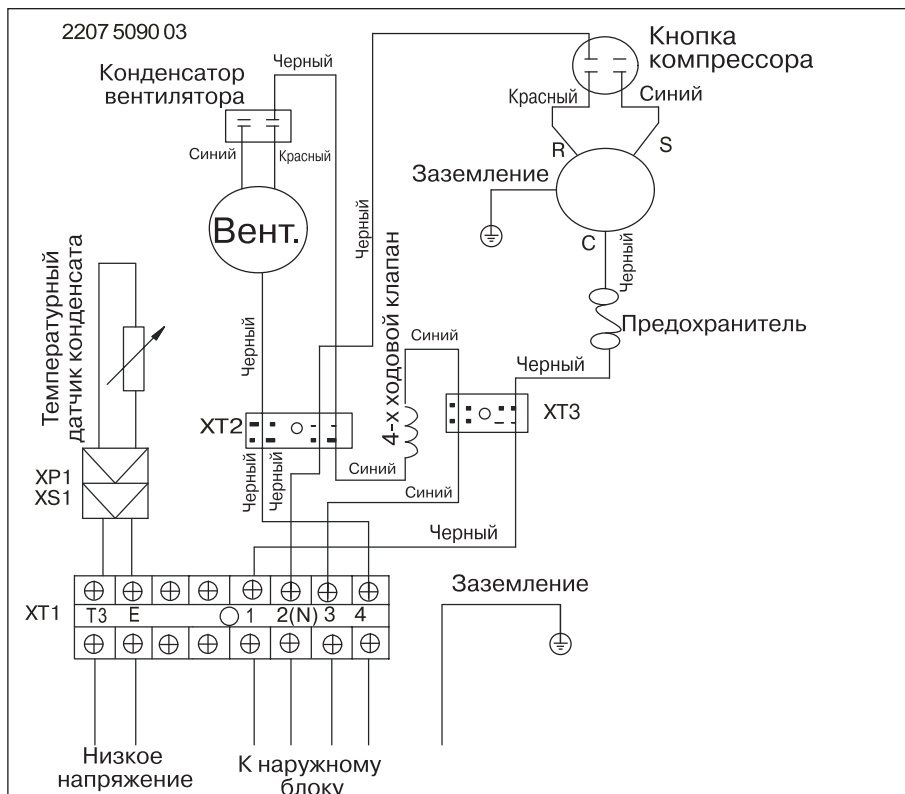 2207 5090 03
Кнопка
компрессора
Конденсатор
вентилятора
Черный
Красный
Синий
Синий
Красный
R
S
Заземление
Вент.
Черный
C
Черный
Температурный
датчик конденсата
Черный
4-х ходовой клапан
Предохранитель
Синий
Черный
XT2
XT3
Черный
Черный
Синий
XP1
XS1
Синий
Черный
Заземление
XT1
T3
E
1
2(N)
3
4
Низкое
напряжение
К наружному
блоку